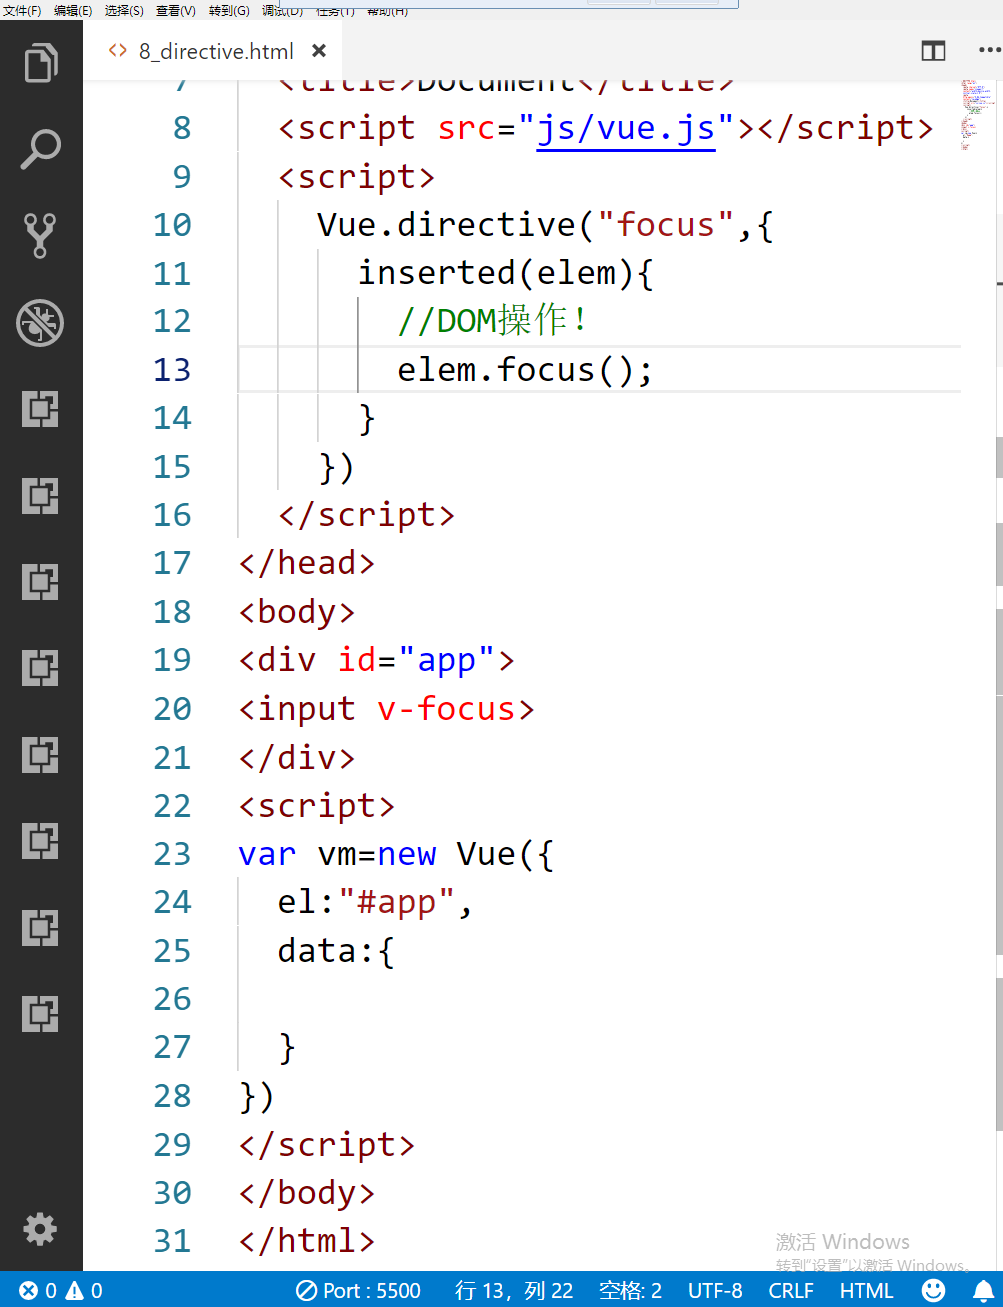 文件(F) 编辑(E) 选择(S) 查看(V) 转到(G) 调试(D) 任务(T) 帮助(H)
8_directive.html
7 <title>Document</title>
8 <script src="js/vue.js"></script>
9 <script>
10 Vue.directive("focus",{
11 inserted(elem){
12 //DOM操作!
13 elem.focus();
14 }
15 })
16 </script>
17 </head>
18 <body>
19 <div id="app">
20 <input v-focus>
21 </div>
22 <script>
23 var vm=new Vue({
24 el:"#app",
25 data:{
26
27 }
28 })
29 </script>
30 </body>
31 </html>
激活 Windows
转到“设置”以激活 Windows。
0 0 Port : 5500 行 13，列 22 空格: 2 UTF-8 CRLF HTML